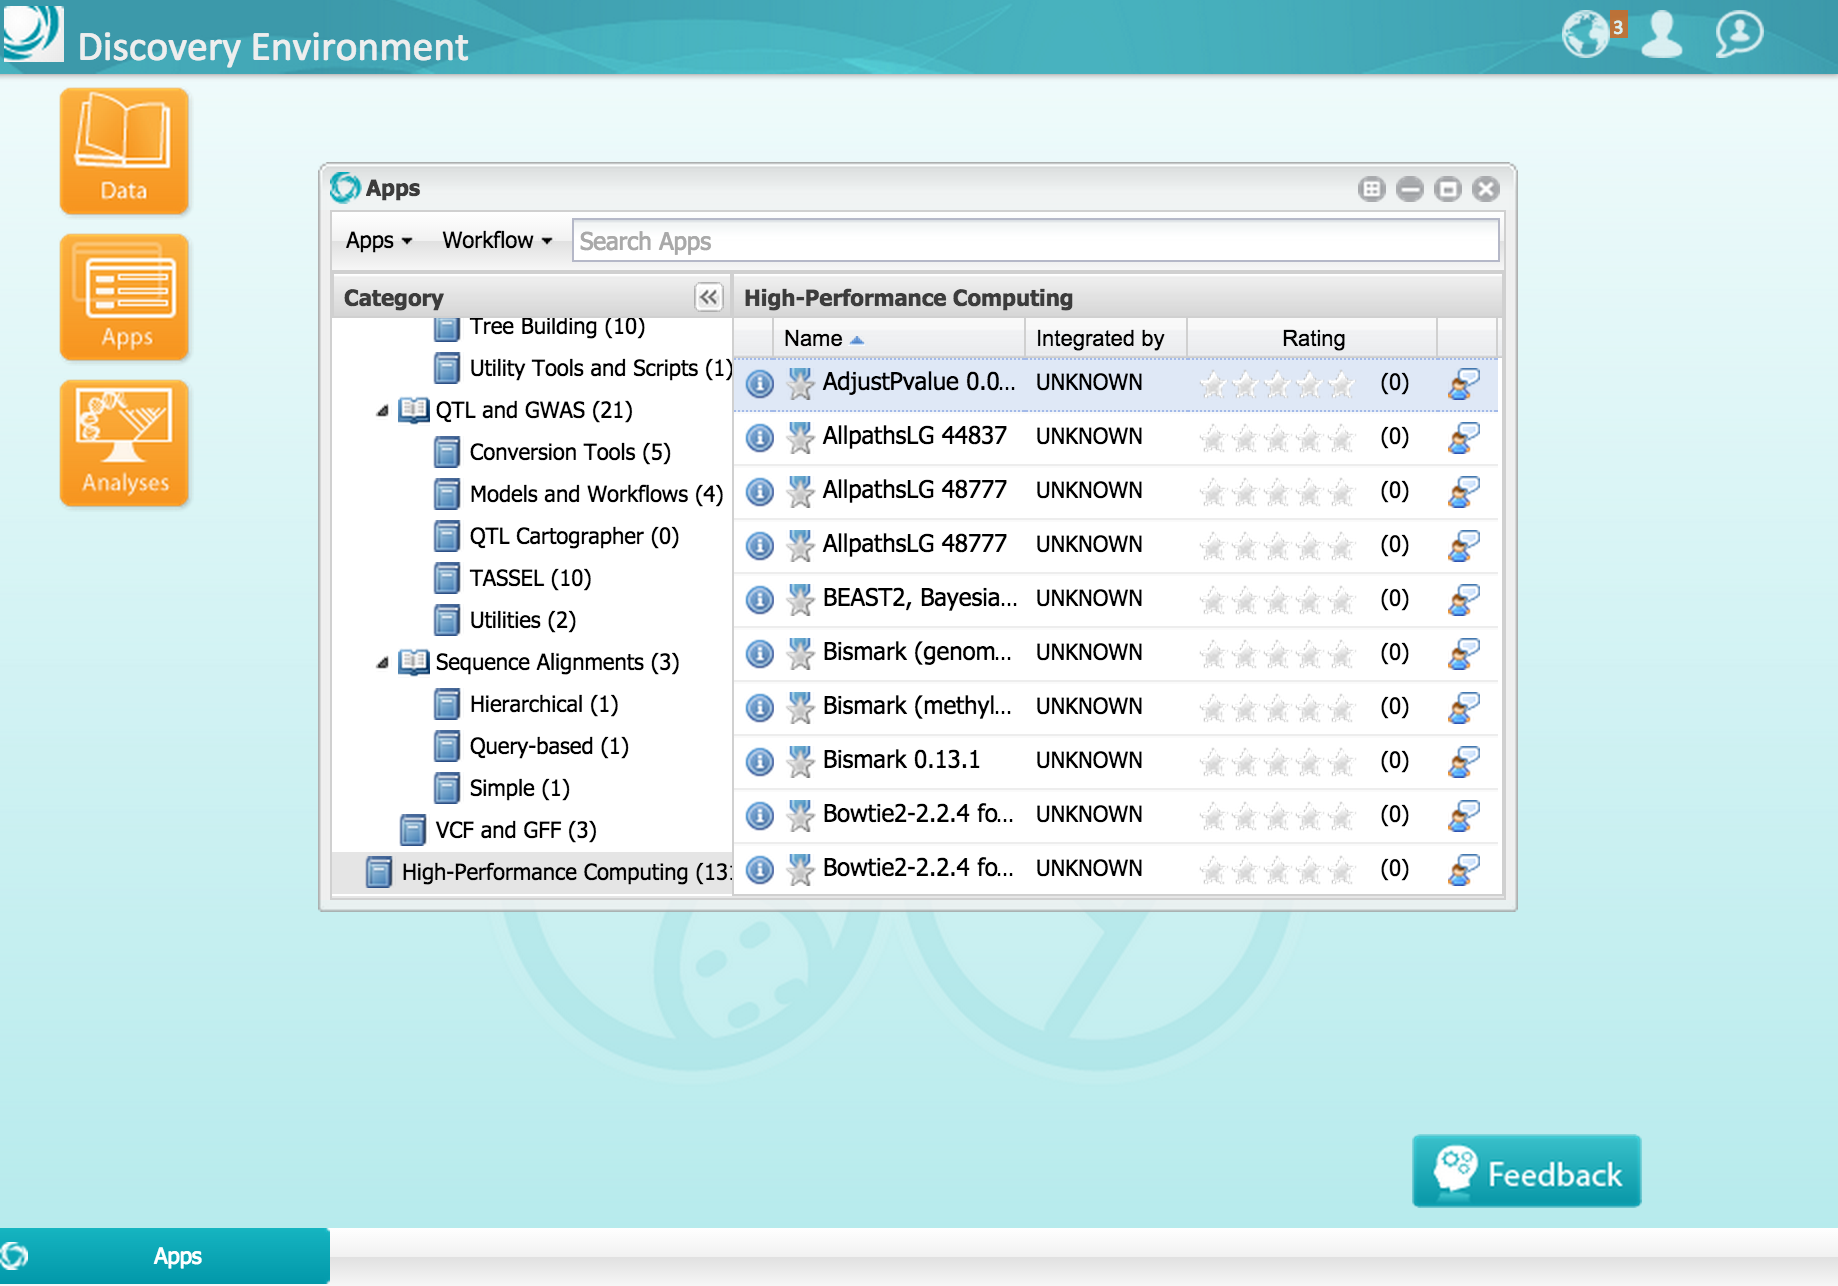 Discovery Environment
3
Data
Apps
Analyses
Apps
Apps Workflow Search Apps
Category
Tree Building (10)
Utility Tools and Scripts (1)
QTL and GWAS (21)
Conversion Tools (5)
Models and Workflows (4)
QTL Cartographer (0)
TASSEL (10)
Utilities (2)
Sequence Alignments (3)
Hierarchical (1)
Query-based (1)
Simple (1)
VCF and GFF (3)
High-Performance Computing (131
High-Performance Computing
Name Integrated by Rating
AdjustPvalue 0.0... UNKNOWN (0)
AllpathsLG 44837 UNKNOWN (0)
AllpathsLG 48777 UNKNOWN (0)
AllpathsLG 48777 UNKNOWN (0)
BEAST2, Bayesia... UNKNOWN (0)
Bismark (genom... UNKNOWN (0)
Bismark (methyl... UNKNOWN (0)
Bismark 0.13.1 UNKNOWN (0)
Bowtie2-2.2.4 fo... UNKNOWN (0)
Bowtie2-2.2.4 fo... UNKNOWN (0)
Feedback
Apps